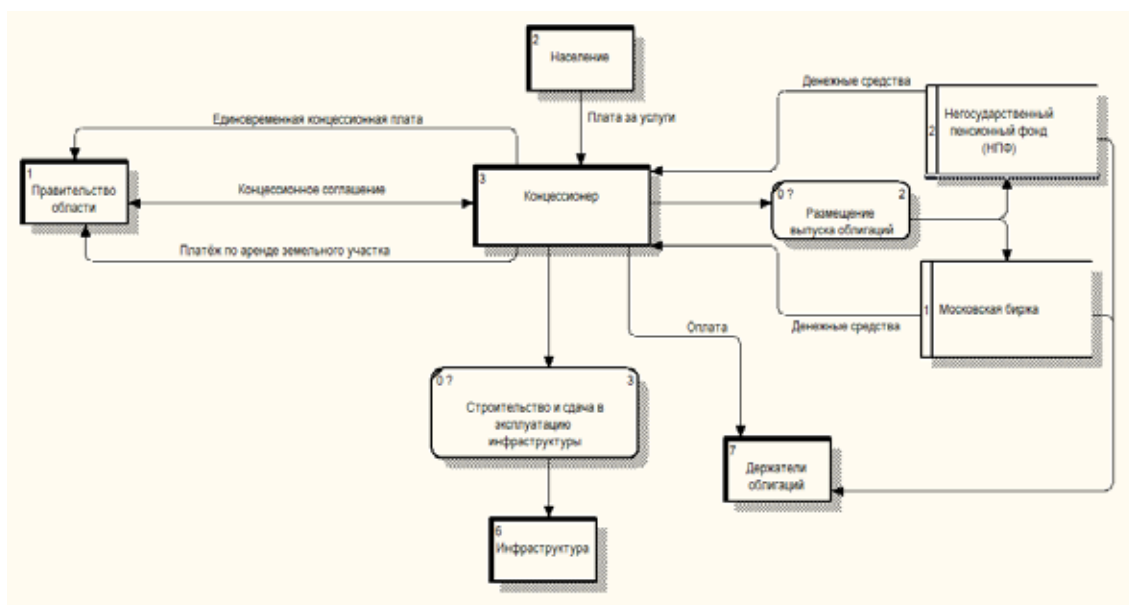 2
Население
Денежные средства
Плата за услуги
Единовременная концессионная плата
2
Негосударственный
пенсионный фонд
(НПФ)
1
Правительство
области
Концессионное соглашение
3
Концессионер
0 ?
2
Размещение
выпуска облигаций
Платёж по аренде земельного участка
1
Московская биржа
Оплата
Денежные средства
0 ?
3
Строительство и сдача в
эксплуатацию
инфраструктуры
7
Держатели
облигаций
6
Инфраструктура